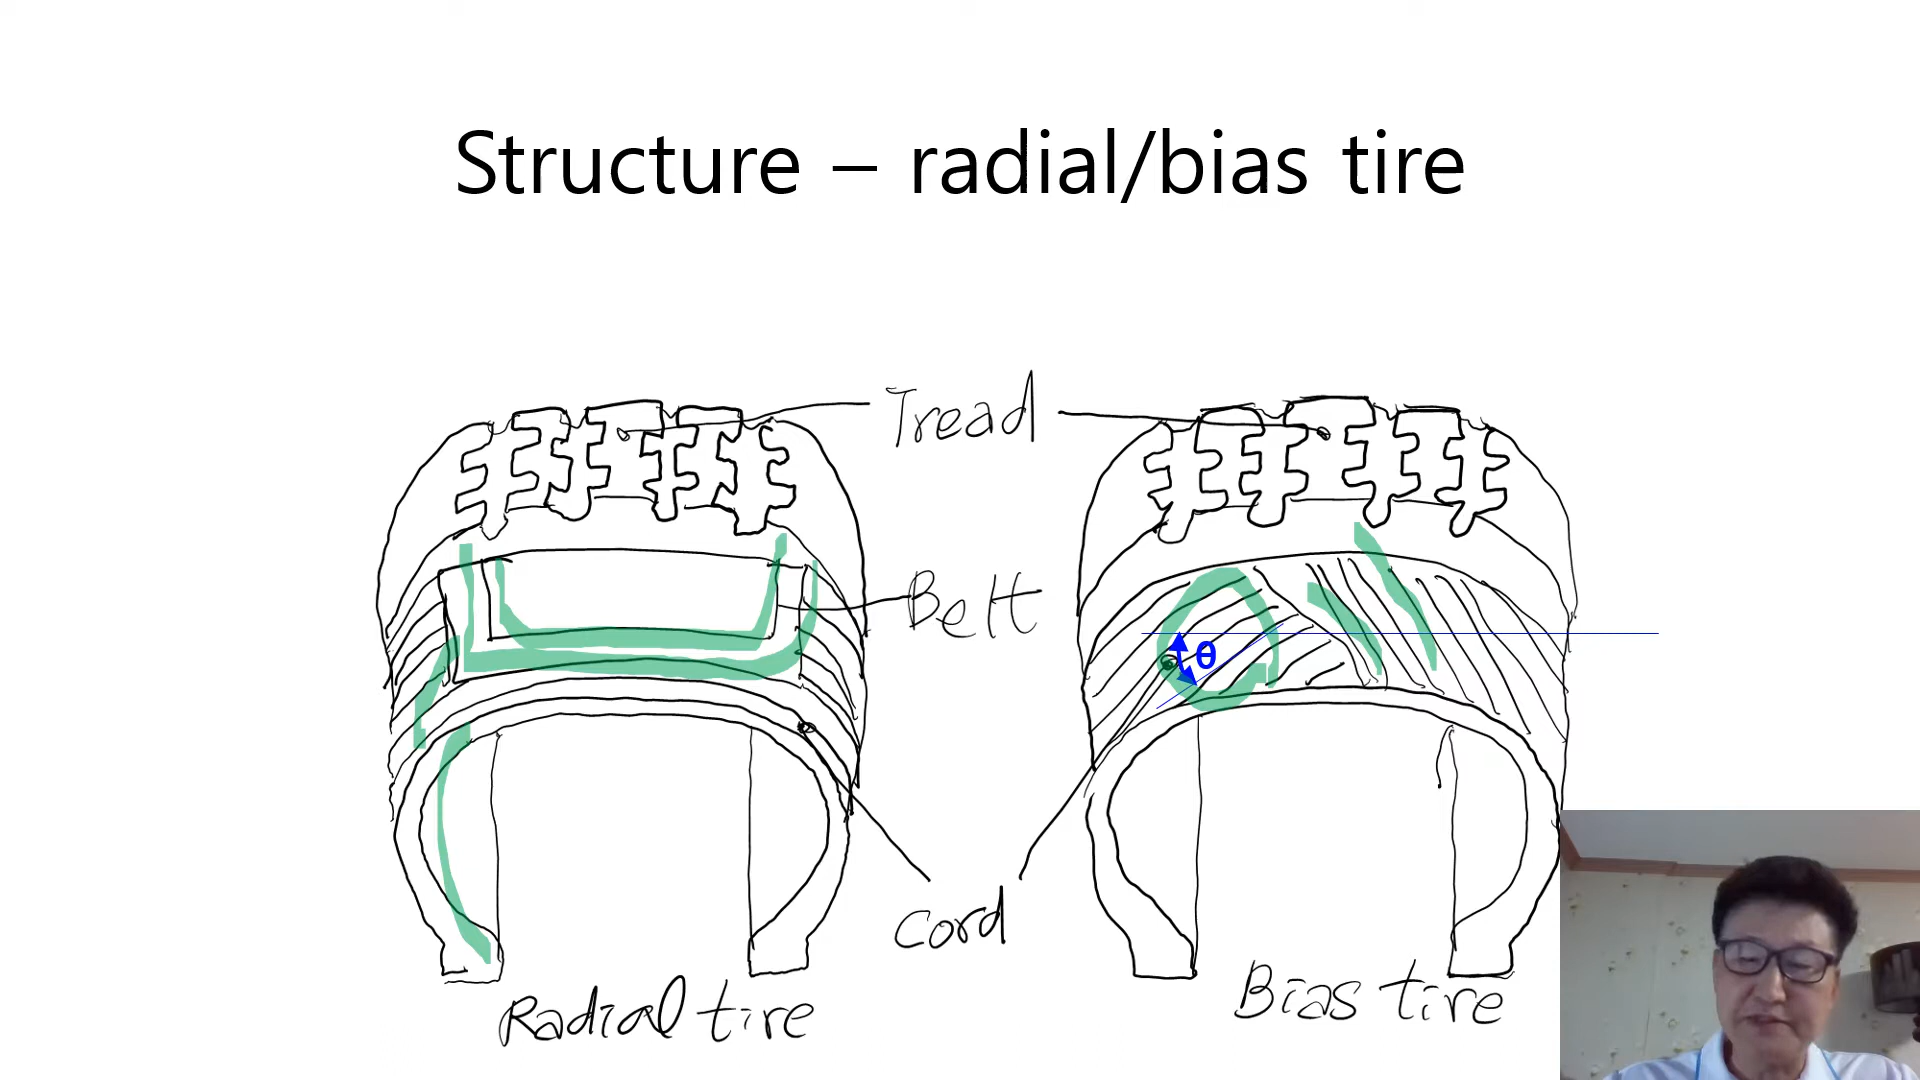 Structure – radial/bias tire
Tread
Belt
θ
Cord
Radial tire
Bias tire